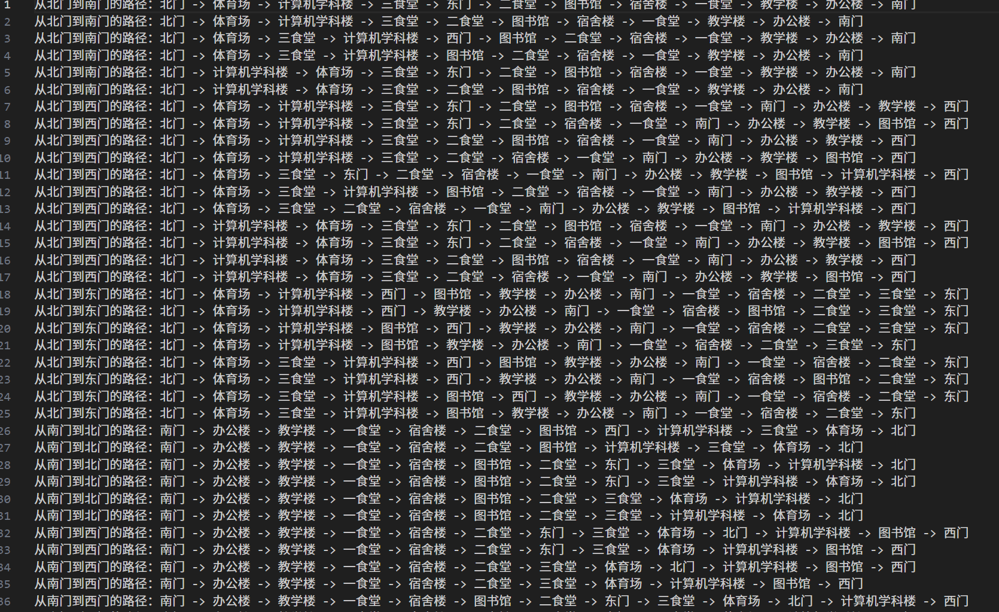 1 从北门到南门的路径：北门 -> 体育场 -> 计算机学科楼 -> 三食堂 -> 东门 -> 二食堂 -> 图书馆 -> 宿舍楼 -> 一食堂 -> 教学楼 -> 办公楼 -> 南门
2 从北门到南门的路径：北门 -> 体育场 -> 计算机学科楼 -> 三食堂 -> 二食堂 -> 图书馆 -> 宿舍楼 -> 一食堂 -> 教学楼 -> 办公楼 -> 南门
3 从北门到南门的路径：北门 -> 体育场 -> 三食堂 -> 计算机学科楼 -> 西门 -> 图书馆 -> 二食堂 -> 宿舍楼 -> 一食堂 -> 教学楼 -> 办公楼 -> 南门
4 从北门到南门的路径：北门 -> 体育场 -> 三食堂 -> 计算机学科楼 -> 图书馆 -> 二食堂 -> 宿舍楼 -> 一食堂 -> 教学楼 -> 办公楼 -> 南门
5 从北门到南门的路径：北门 -> 计算机学科楼 -> 体育场 -> 三食堂 -> 东门 -> 二食堂 -> 图书馆 -> 宿舍楼 -> 一食堂 -> 教学楼 -> 办公楼 -> 南门
6 从北门到南门的路径：北门 -> 计算机学科楼 -> 体育场 -> 三食堂 -> 二食堂 -> 图书馆 -> 宿舍楼 -> 一食堂 -> 教学楼 -> 办公楼 -> 南门
7 从北门到西门的路径：北门 -> 体育场 -> 计算机学科楼 -> 三食堂 -> 东门 -> 二食堂 -> 图书馆 -> 宿舍楼 -> 一食堂 -> 南门 -> 办公楼 -> 教学楼 -> 西门
8 从北门到西门的路径：北门 -> 体育场 -> 计算机学科楼 -> 三食堂 -> 东门 -> 二食堂 -> 宿舍楼 -> 一食堂 -> 南门 -> 办公楼 -> 教学楼 -> 图书馆 -> 西门
9 从北门到西门的路径：北门 -> 体育场 -> 计算机学科楼 -> 三食堂 -> 二食堂 -> 图书馆 -> 宿舍楼 -> 一食堂 -> 南门 -> 办公楼 -> 教学楼 -> 西门
10 从北门到西门的路径：北门 -> 体育场 -> 计算机学科楼 -> 三食堂 -> 二食堂 -> 宿舍楼 -> 一食堂 -> 南门 -> 办公楼 -> 教学楼 -> 图书馆 -> 西门
11 从北门到西门的路径：北门 -> 体育场 -> 三食堂 -> 东门 -> 二食堂 -> 宿舍楼 -> 一食堂 -> 南门 -> 办公楼 -> 教学楼 -> 图书馆 -> 计算机学科楼 -> 西门
12 从北门到西门的路径：北门 -> 体育场 -> 三食堂 -> 计算机学科楼 -> 图书馆 -> 二食堂 -> 宿舍楼 -> 一食堂 -> 南门 -> 办公楼 -> 教学楼 -> 西门
13 从北门到西门的路径：北门 -> 体育场 -> 三食堂 -> 二食堂 -> 宿舍楼 -> 一食堂 -> 南门 -> 办公楼 -> 教学楼 -> 图书馆 -> 计算机学科楼 -> 西门
14 从北门到西门的路径：北门 -> 计算机学科楼 -> 体育场 -> 三食堂 -> 东门 -> 二食堂 -> 图书馆 -> 宿舍楼 -> 一食堂 -> 南门 -> 办公楼 -> 教学楼 -> 西门
15 从北门到西门的路径：北门 -> 计算机学科楼 -> 体育场 -> 三食堂 -> 东门 -> 二食堂 -> 宿舍楼 -> 一食堂 -> 南门 -> 办公楼 -> 教学楼 -> 图书馆 -> 西门
16 从北门到西门的路径：北门 -> 计算机学科楼 -> 体育场 -> 三食堂 -> 二食堂 -> 图书馆 -> 宿舍楼 -> 一食堂 -> 南门 -> 办公楼 -> 教学楼 -> 西门
17 从北门到西门的路径：北门 -> 计算机学科楼 -> 体育场 -> 三食堂 -> 二食堂 -> 宿舍楼 -> 一食堂 -> 南门 -> 办公楼 -> 教学楼 -> 图书馆 -> 西门
18 从北门到东门的路径：北门 -> 体育场 -> 计算机学科楼 -> 西门 -> 图书馆 -> 教学楼 -> 办公楼 -> 南门 -> 一食堂 -> 宿舍楼 -> 二食堂 -> 三食堂 -> 东门
19 从北门到东门的路径：北门 -> 体育场 -> 计算机学科楼 -> 西门 -> 教学楼 -> 办公楼 -> 南门 -> 一食堂 -> 宿舍楼 -> 图书馆 -> 二食堂 -> 三食堂 -> 东门
20 从北门到东门的路径：北门 -> 体育场 -> 计算机学科楼 -> 图书馆 -> 西门 -> 教学楼 -> 办公楼 -> 南门 -> 一食堂 -> 宿舍楼 -> 二食堂 -> 三食堂 -> 东门
21 从北门到东门的路径：北门 -> 体育场 -> 计算机学科楼 -> 图书馆 -> 教学楼 -> 办公楼 -> 南门 -> 一食堂 -> 宿舍楼 -> 二食堂 -> 三食堂 -> 东门
22 从北门到东门的路径：北门 -> 体育场 -> 三食堂 -> 计算机学科楼 -> 西门 -> 图书馆 -> 教学楼 -> 办公楼 -> 南门 -> 一食堂 -> 宿舍楼 -> 二食堂 -> 东门
23 从北门到东门的路径：北门 -> 体育场 -> 三食堂 -> 计算机学科楼 -> 西门 -> 教学楼 -> 办公楼 -> 南门 -> 一食堂 -> 宿舍楼 -> 图书馆 -> 二食堂 -> 东门
24 从北门到东门的路径：北门 -> 体育场 -> 三食堂 -> 计算机学科楼 -> 图书馆 -> 西门 -> 教学楼 -> 办公楼 -> 南门 -> 一食堂 -> 宿舍楼 -> 二食堂 -> 东门
25 从北门到东门的路径：北门 -> 体育场 -> 三食堂 -> 计算机学科楼 -> 图书馆 -> 教学楼 -> 办公楼 -> 南门 -> 一食堂 -> 宿舍楼 -> 二食堂 -> 东门
26 从南门到北门的路径：南门 -> 办公楼 -> 教学楼 -> 一食堂 -> 宿舍楼 -> 二食堂 -> 图书馆 -> 西门 -> 计算机学科楼 -> 三食堂 -> 体育场 -> 北门
27 从南门到北门的路径：南门 -> 办公楼 -> 教学楼 -> 一食堂 -> 宿舍楼 -> 二食堂 -> 图书馆 -> 计算机学科楼 -> 三食堂 -> 体育场 -> 北门
28 从南门到北门的路径：南门 -> 办公楼 -> 教学楼 -> 一食堂 -> 宿舍楼 -> 图书馆 -> 二食堂 -> 东门 -> 三食堂 -> 体育场 -> 计算机学科楼 -> 北门
29 从南门到北门的路径：南门 -> 办公楼 -> 教学楼 -> 一食堂 -> 宿舍楼 -> 图书馆 -> 二食堂 -> 东门 -> 三食堂 -> 计算机学科楼 -> 体育场 -> 北门
30 从南门到北门的路径：南门 -> 办公楼 -> 教学楼 -> 一食堂 -> 宿舍楼 -> 图书馆 -> 二食堂 -> 三食堂 -> 体育场 -> 计算机学科楼 -> 北门
31 从南门到北门的路径：南门 -> 办公楼 -> 教学楼 -> 一食堂 -> 宿舍楼 -> 图书馆 -> 二食堂 -> 三食堂 -> 计算机学科楼 -> 体育场 -> 北门
32 从南门到西门的路径：南门 -> 办公楼 -> 教学楼 -> 一食堂 -> 宿舍楼 -> 二食堂 -> 东门 -> 三食堂 -> 体育场 -> 北门 -> 计算机学科楼 -> 图书馆 -> 西门
33 从南门到西门的路径：南门 -> 办公楼 -> 教学楼 -> 一食堂 -> 宿舍楼 -> 二食堂 -> 东门 -> 三食堂 -> 体育场 -> 计算机学科楼 -> 图书馆 -> 西门
34 从南门到西门的路径：南门 -> 办公楼 -> 教学楼 -> 一食堂 -> 宿舍楼 -> 二食堂 -> 三食堂 -> 体育场 -> 北门 -> 计算机学科楼 -> 图书馆 -> 西门
35 从南门到西门的路径：南门 -> 办公楼 -> 教学楼 -> 一食堂 -> 宿舍楼 -> 二食堂 -> 三食堂 -> 体育场 -> 计算机学科楼 -> 图书馆 -> 西门
36 从南门到西门的路径：南门 -> 办公楼 -> 教学楼 -> 一食堂 -> 宿舍楼 -> 图书馆 -> 二食堂 -> 东门 -> 三食堂 -> 体育场 -> 北门 -> 计算机学科楼 -> 西门